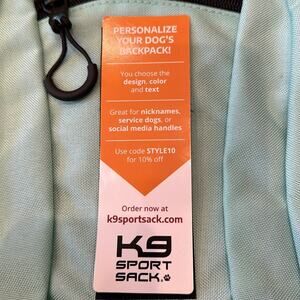 PERSONALIZE
YOUR DOG'S
BACKPACK!
You choose the
design, color
and text
Great for nicknames,
service dogs, or
social media handles
Use code STYLE10
for 10% off
Order now at
k9sportsack.com
K9
SPORT
SACK.